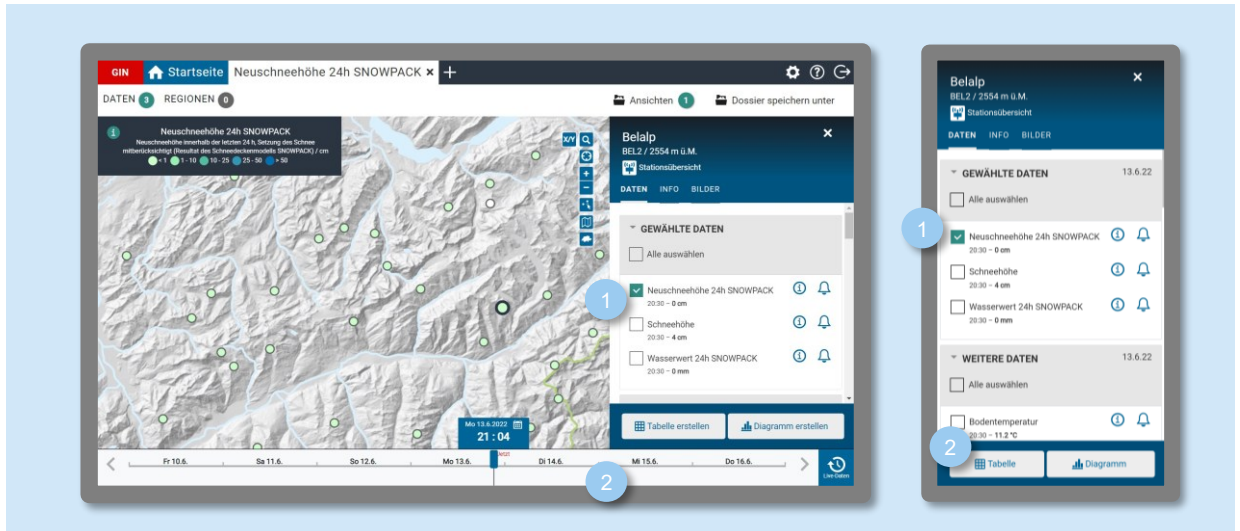 GIN Startseite Neuschneehöhe 24h SNOWPACK × +
DATEN 3 REGIONEN 0 Ansichten 1 Dossier speichern unter
Neuschneehöhe 24h SNOWPACK
Neuschneehöhe innerhalb der letzten 24 h, Setzung des Schnee
mitberücksichtigt (Resultat des Schneedeckenmodells SNOWPACK) / cm
< 1 1 - 10 10 - 25 25 - 50 > 50
X/Y
Belalp
BEL2 / 2554 m ü.M.
Stationsübersicht
DATEN INFO BILDER
GEWÄHLTE DATEN
Alle auswählen
1
Neuschneehöhe 24h SNOWPACK
20:30 – 0 cm
Schneehöhe
20:30 – 4 cm
Wasserwert 24h SNOWPACK
20:30 – 0 mm
Tabelle erstellen Diagramm erstellen
Mo 13.6.2022
21 : 04
Jetzt
Fr 10.6. Sa 11.6. So 12.6. Mo 13.6. Di 14.6. Mi 15.6. Do 16.6.
2
Live-Daten
Belalp
BEL2 / 2554 m ü.M.
Stationsübersicht
DATEN INFO BILDER
GEWÄHLTE DATEN 13.6.22
Alle auswählen
1
Neuschneehöhe 24h SNOWPACK
20:30 – 0 cm
Schneehöhe
20:30 – 4 cm
Wasserwert 24h SNOWPACK
20:30 – 0 mm
WEITERE DATEN 13.6.22
Alle auswählen
Bodentemperatur
20:30 – 11.2 °C
2
Tabelle Diagramm